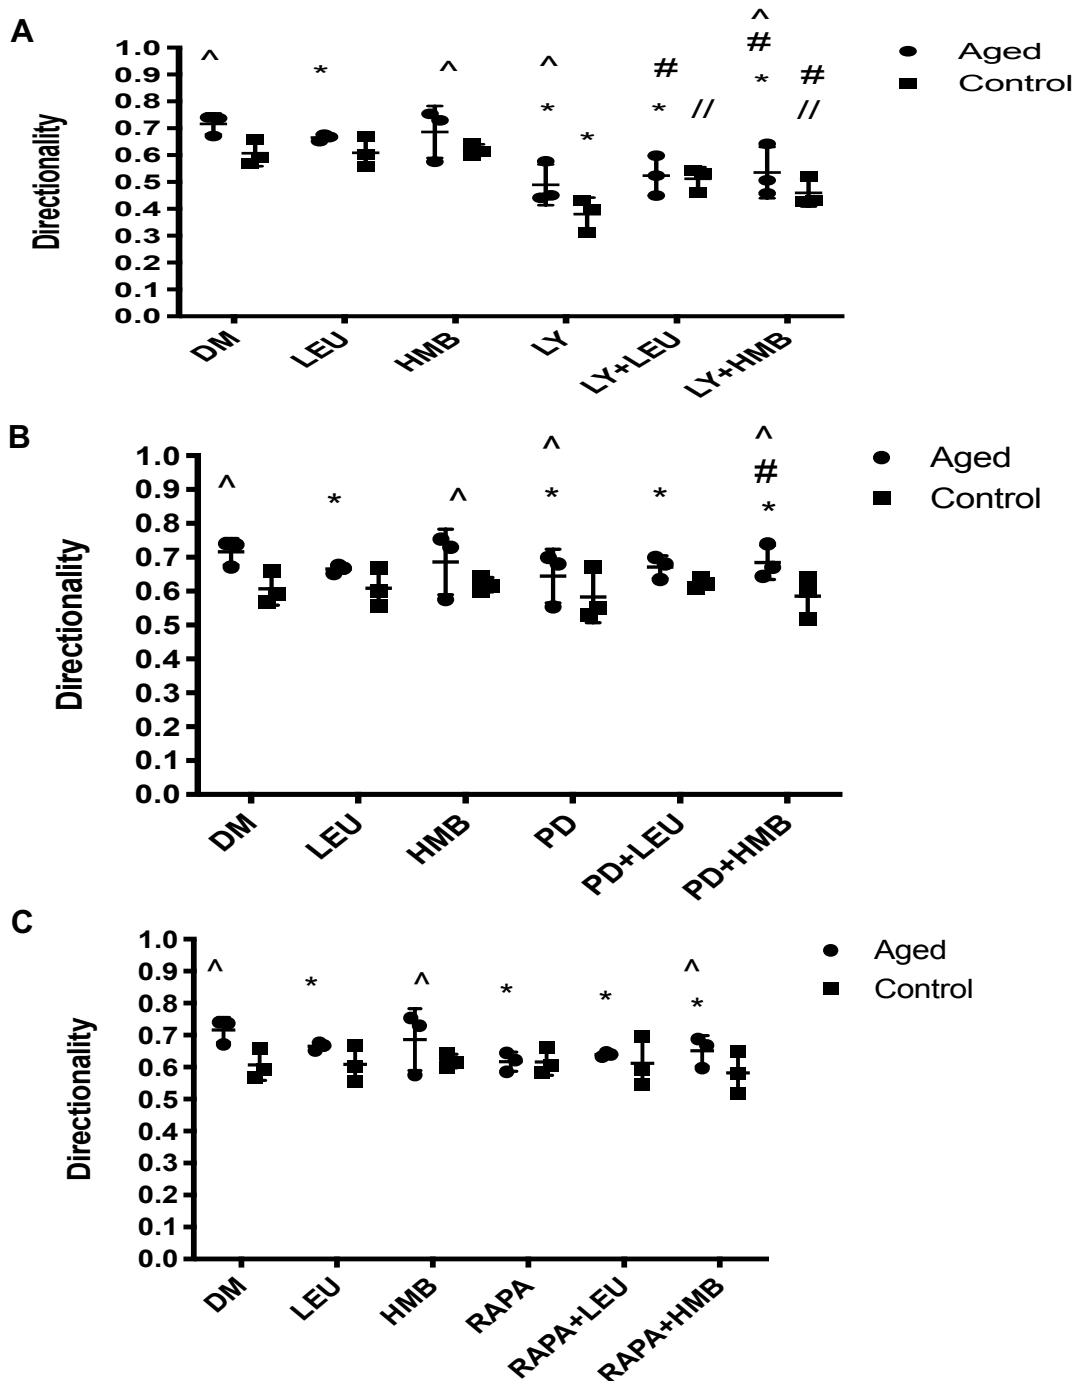 A
^
^
#
Aged
1.0
^
*
^
^
#
*
#
Control
0.9
*
*
*
//
//
0.8
*
0.7
0.6
0.5
0.4
0.3
0.2
0.1
0.0
Directionality
DM
LEU
HMB
LY
LY+LEU
LY+HMB
B
^
^
1.0
^
*
^
*
*
#
*
Aged
Control
0.9
0.8
0.7
0.6
0.5
0.4
0.3
0.2
0.1
0.0
Directionality
DM
LEU
HMB
PD
PD+LEU
PD+HMB
C
1.0
^
*
^
*
*
^
*
Aged
Control
0.9
0.8
0.7
0.6
0.5
0.4
0.3
0.2
0.1
0.0
Directionality
DM
LEU
HMB
RAPA
RAPA+LEU
RAPA+HMB